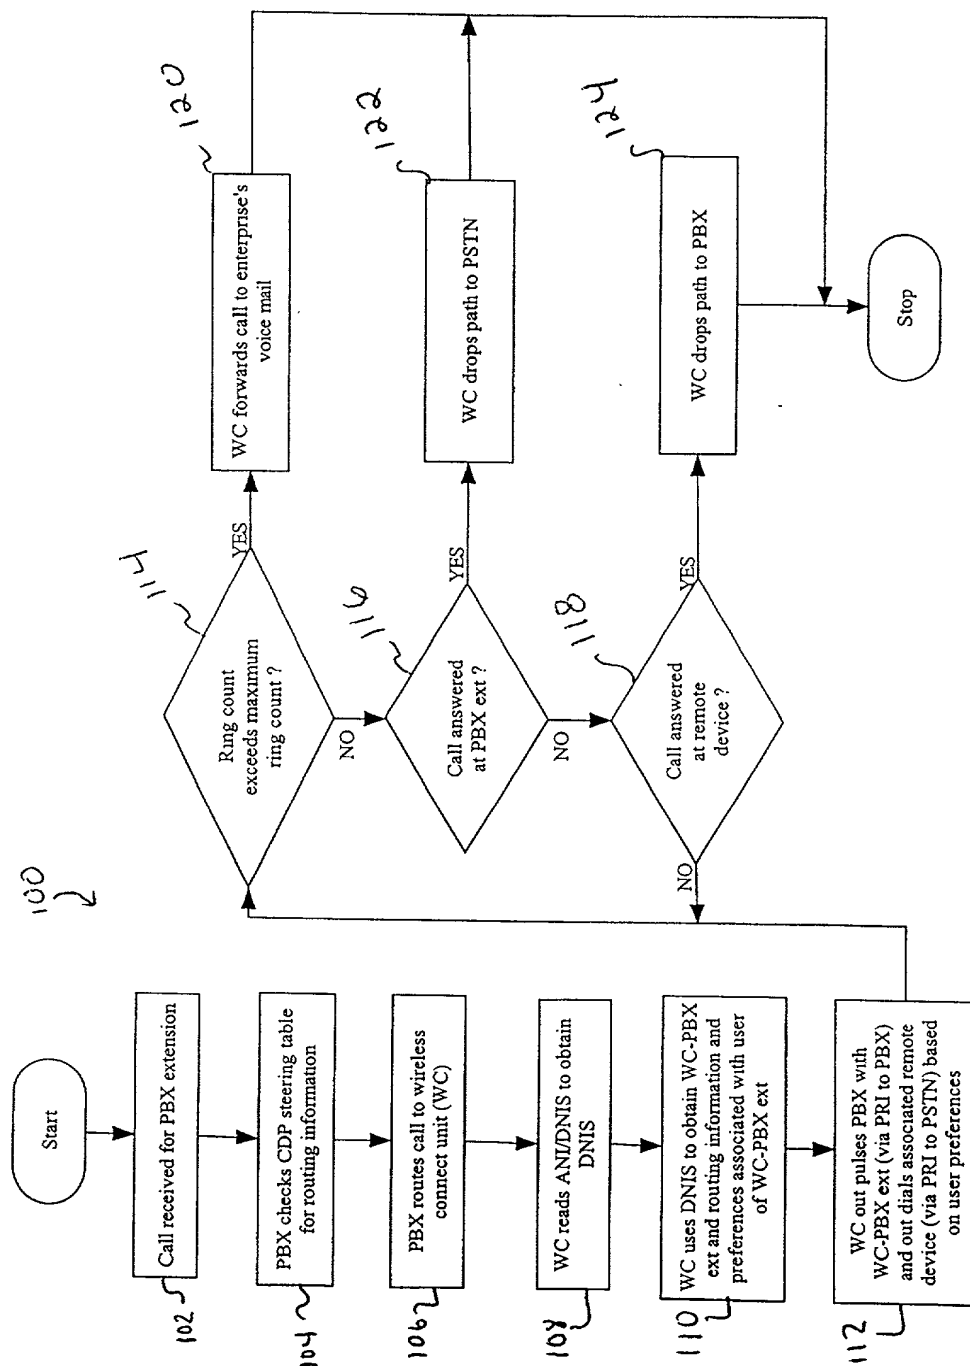 100
Start
102
Call received for PBX extension
104
PBX checks CDP steering table
for routing information
106
PBX routes call to wireless
connect unit (WC)
108
WC reads ANI/DNIS to obtain
DNIS
110
WC uses DNIS to obtain WC-PBX
ext and routing information and
preferences associated with user
of WC-PBX ext
112
WC out pulses PBX with
WC-PBX ext (via PRI to PBX)
and out dials associated remote
device (via PRI to PSTN) based
on user preferences
114
Ring count
exceeds maximum
ring count ?
YES
NO
120
WC forwards call to enterprise's
voice mail
116
Call answered
at PBX ext ?
YES
NO
122
WC drops path to PSTN
118
Call answered
at remote
device ?
YES
NO
124
WC drops path to PBX
Stop